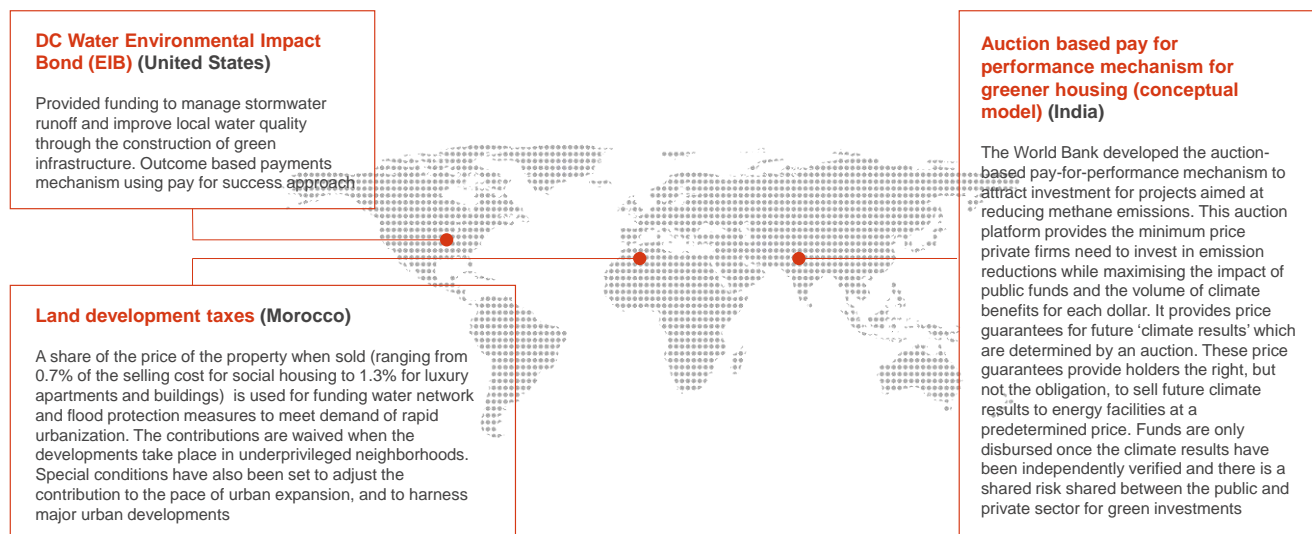 DC Water Environmental Impact
Bond (EIB) (United States)
Provided funding to manage stormwater
runoff and improve local water quality
through the construction of green
infrastructure. Outcome based payments
mechanism using pay for success approach
Land development taxes (Morocco)
A share of the price of the property when sold (ranging from
0.7% of the selling cost for social housing to 1.3% for luxury
apartments and buildings)  is used for funding water network
and flood protection measures to meet demand of rapid
urbanization. The contributions are waived when the
developments take place in underprivileged neighborhoods.
Special conditions have also been set to adjust the
contribution to the pace of urban expansion, and to harness
major urban developments
Auction based pay for
performance mechanism for
greener housing (conceptual
model) (India)
The World Bank developed the auction-
based pay-for-performance mechanism to
attract investment for projects aimed at
reducing methane emissions. This auction
platform provides the minimum price
private firms need to invest in emission
reductions while maximising the impact of
public funds and the volume of climate
benefits for each dollar. It provides price
guarantees for future ‘climate results’ which
are determined by an auction. These price
guarantees provide holders the right, but
not the obligation, to sell future climate
results to energy facilities at a
predetermined price. Funds are only
disbursed once the climate results have
been independently verified and there is a
shared risk shared between the public and
private sector for green investments